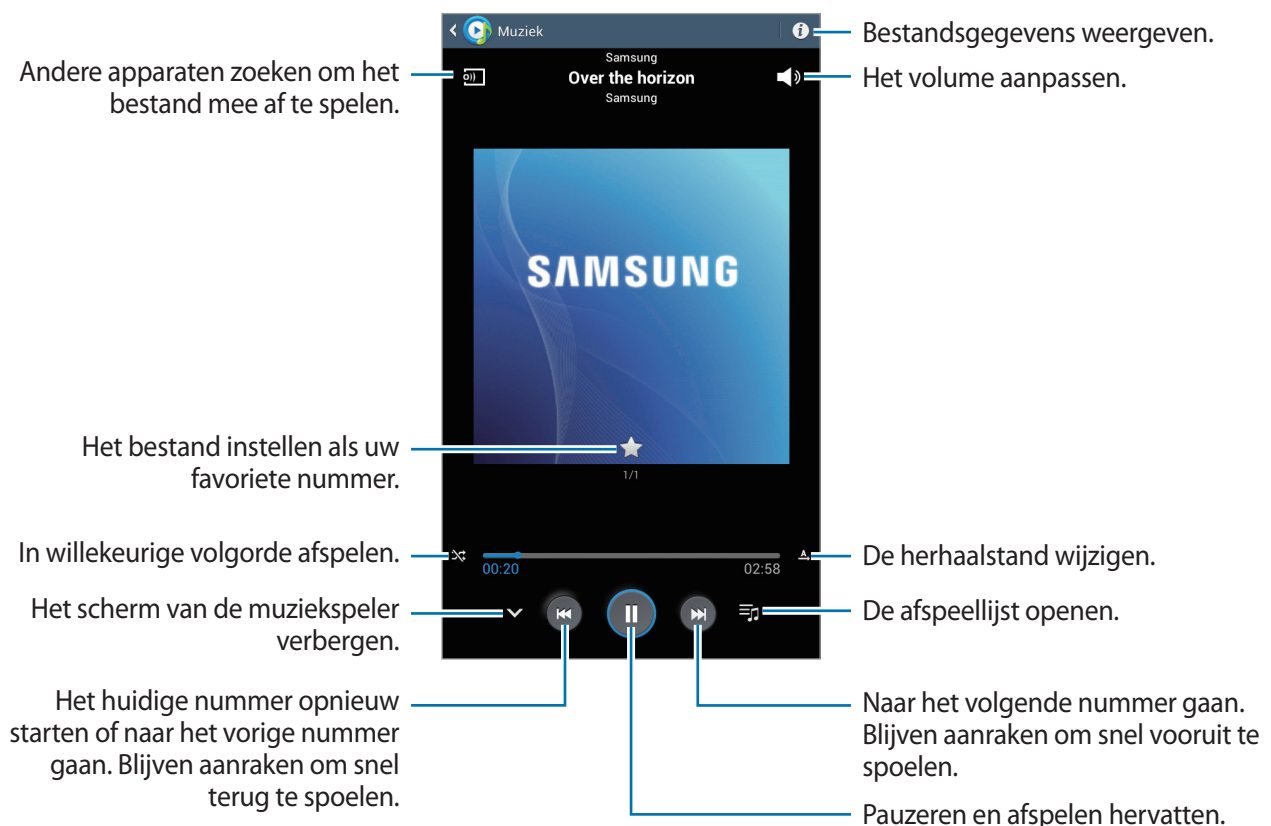 Muziek
Bestandsgegevens weergeven.
Andere apparaten zoeken om het
bestand mee af te spelen.
Samsung
Over the horizon
Samsung
Het volume aanpassen.
SAMSUNG
Het bestand instellen als uw
favoriete nummer.
1/1
In willekeurige volgorde afspelen.
00:20
02:58
De herhaalstand wijzigen.
Het scherm van de muziekspeler
verbergen.
De afspeellijst openen.
Het huidige nummer opnieuw
starten of naar het vorige nummer
gaan. Blijven aanraken om snel
terug te spoelen.
Naar het volgende nummer gaan.
Blijven aanraken om snel vooruit te
spoelen.
Pauzeren en afspelen hervatten.